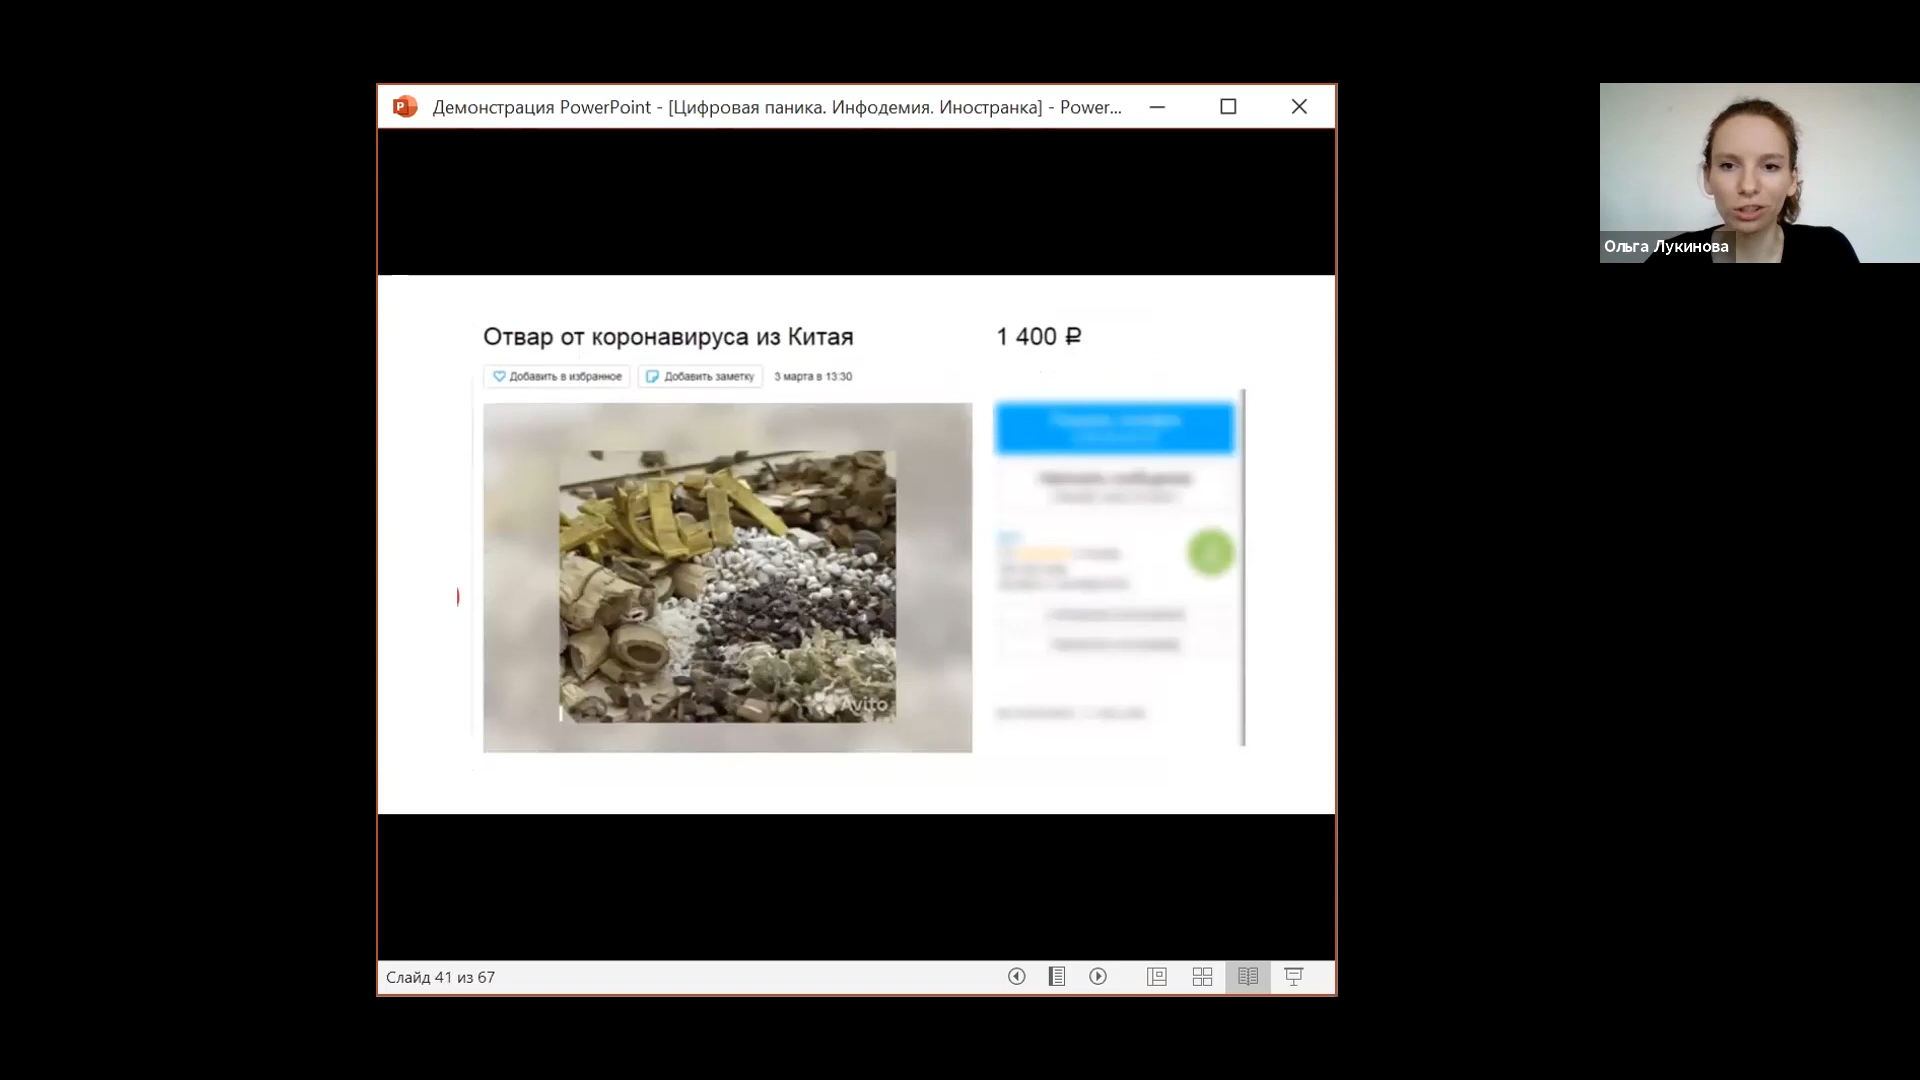 Демонстрация PowerPoint - [Цифровая паника. Инфодемия. Иностранка] - Power...
Ольга Лукинова
Отвар от коронавируса из Китая
1 400 ₽
Добавить в избранное
Добавить заметку
3 марта в 13:30
Avito
Слайд 41 из 67